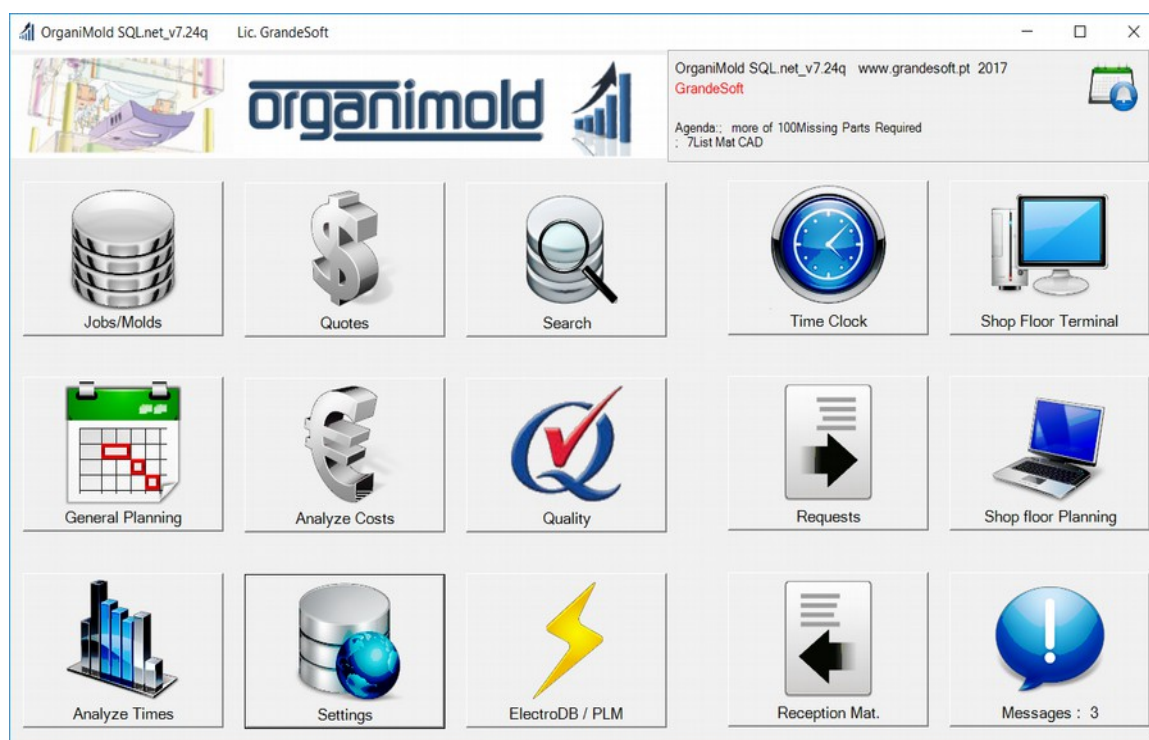 OrganiMold SQL.net_v7.24q Lic. GrandeSoft
organimold
OrganiMold SQL.net_v7.24q www.grandesoft.pt 2017
GrandeSoft
Agenda:; more of 100Missing Parts Required
: 7List Mat CAD
Jobs/Molds
Quotes
Search
Time Clock
Shop Floor Terminal
General Planning
Analyze Costs
Quality
Requests
Shop floor Planning
Analyze Times
Settings
ElectroDB / PLM
Reception Mat.
Messages : 3